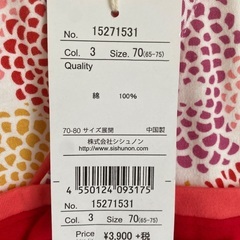 No. 15271531
Col. 3 Size. 70(65-75)
Quality
綿 100%
70-80 サイズ展開 中国製
株式会社シシュノン
http://www.sishunon.com
4 550124 093175
No. 15271531
Col. 3 Size. 70(65-75)
Price ¥3,900 +税